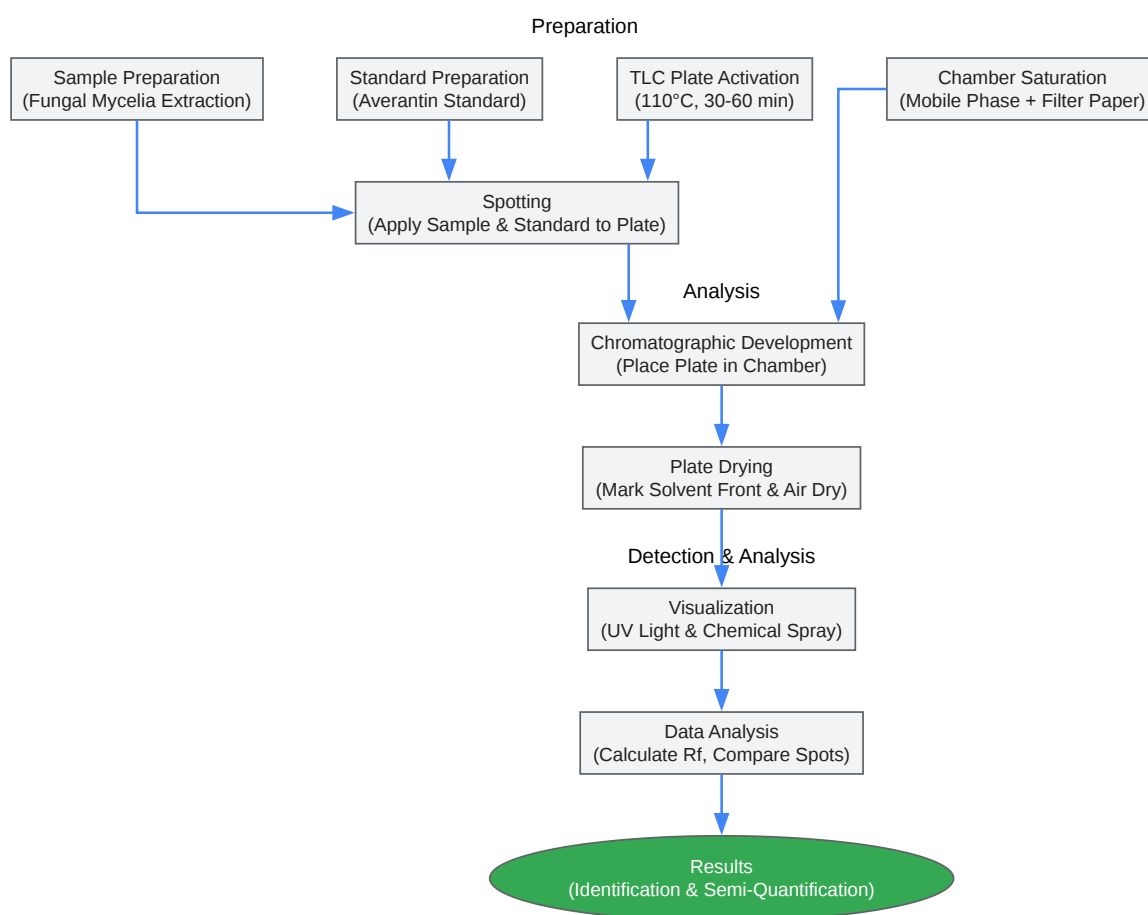 Preparation
Sample Preparation
(Fungal Mycelia Extraction)
Standard Preparation
(Averantin Standard)
TLC Plate Activation
(110°C, 30-60 min)
Chamber Saturation
(Mobile Phase + Filter Paper)
Spotting
(Apply Sample & Standard to Plate)
Analysis
Chromatographic Development
(Place Plate in Chamber)
Plate Drying
(Mark Solvent Front & Air Dry)
Detection & Analysis
Visualization
(UV Light & Chemical Spray)
Data Analysis
(Calculate Rf, Compare Spots)
Results
(Identification & Semi-Quantification)